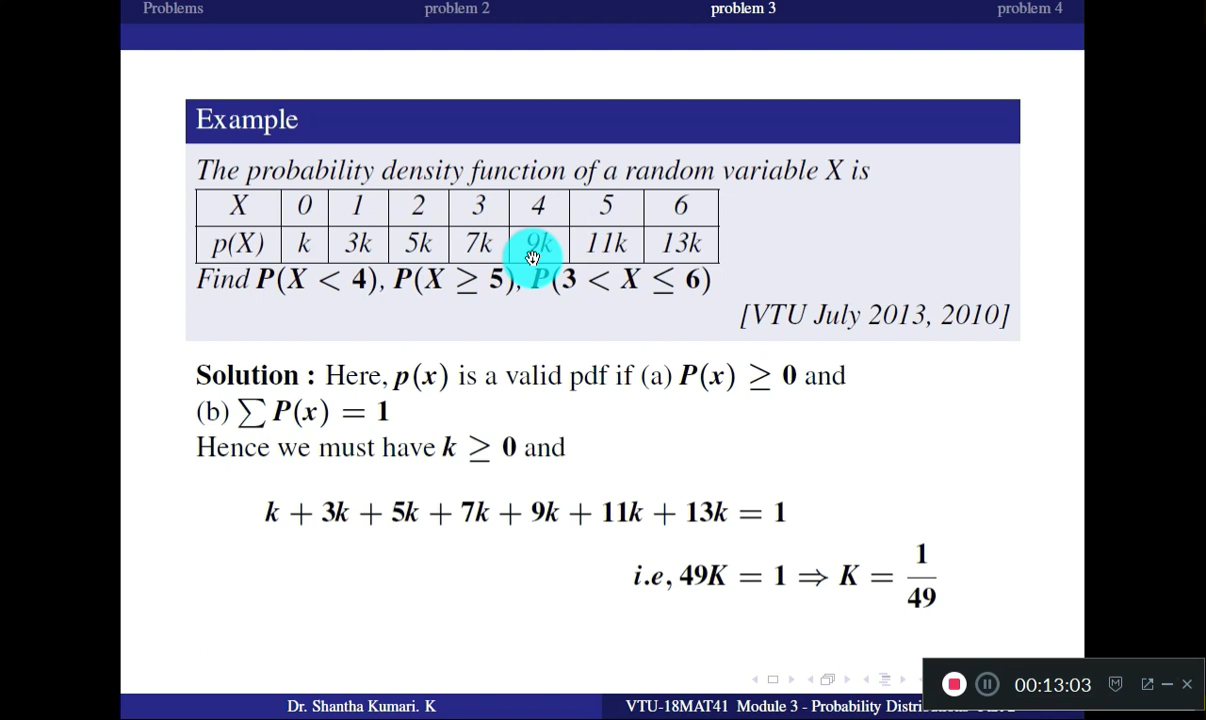 Problems problem 2 problem 3 problem 4
Example
The probability density function of a random variable X is
X 0 1 2 3 4 5 6
p(X) k 3k 5k 7k 9k 11k 13k
Find P(X < 4), P(X ≥ 5), P(3 < X ≤ 6)
[VTU July 2013, 2010]
Solution : Here, p(x) is a valid pdf if (a) P(x) ≥ 0 and
(b) ∑ P(x) = 1
Hence we must have k ≥ 0 and
k + 3k + 5k + 7k + 9k + 11k + 13k = 1
i.e, 49K = 1 ⇒ K = 1/49
00:13:03
Dr. Shantha Kumari. K VTU-18MAT41 Module 3 - Probability Distri